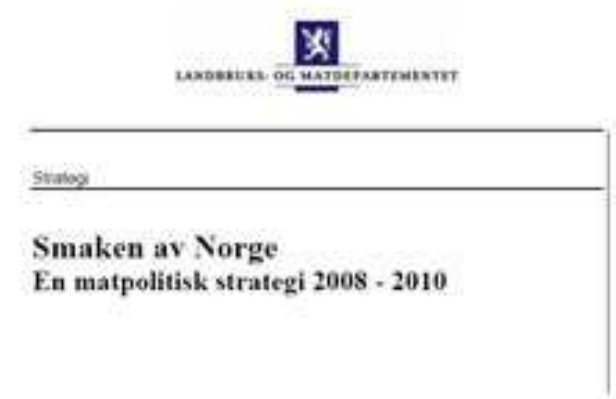 LANDBRUKS- OG MATDEPARTEMENTET
Strategi
Smaken av Norge
En matpolitisk strategi 2008 - 2010